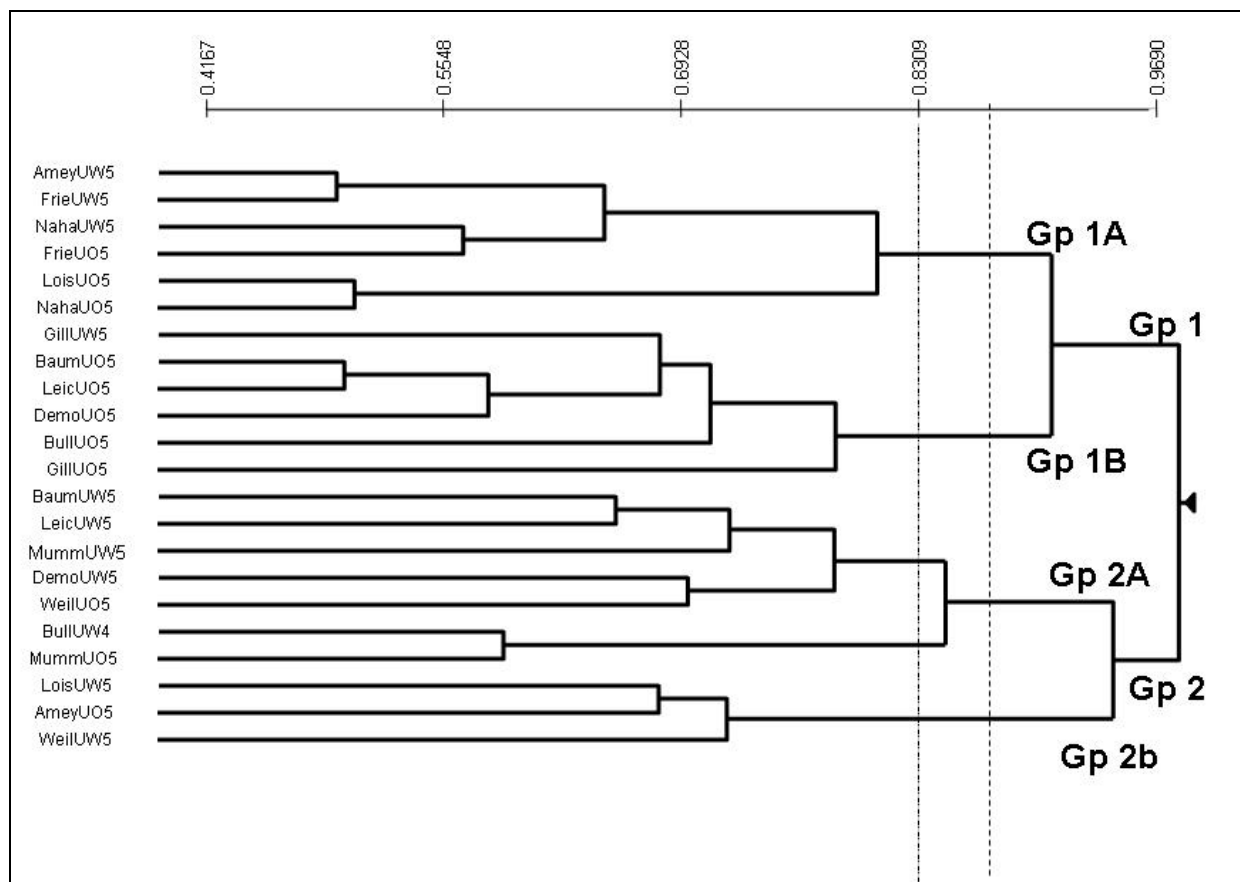 0.4167
0.5548
0.6928
0.8309
0.9690
AmeyUW5
FrieUW5
NahaUW5
FrieUO5
LoisUO5
NahaUO5
GillUW5
BaumUO5
LeicUO5
DemoUO5
BullUO5
GillUO5
BaumUW5
LeicUW5
MummUW5
DemoUW5
WeilUO5
BullUW4
MummUO5
LoisUW5
AmeyUO5
WeilUW5
Gp 1A
Gp 1
Gp 1B
Gp 2A
Gp 2
Gp 2b